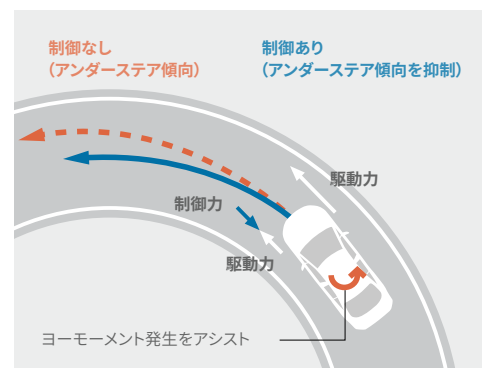 制御なし
（アンダーステア傾向）
制御あり
（アンダーステア傾向を抑制）
駆動力
制御力
駆動力
ヨーモーメント発生をアシスト